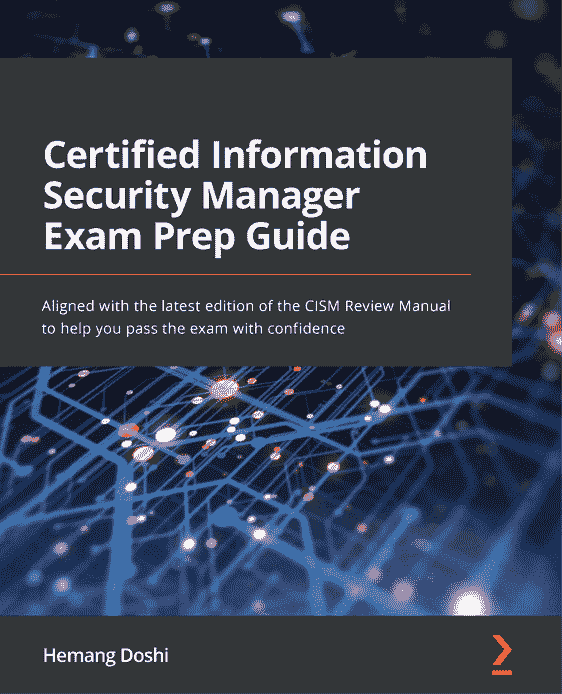 Certified Information
Security Manager
Exam Prep Guide
Aligned with the latest edition of the CISM Review Manual
to help you pass the exam with confidence
Hemang Doshi